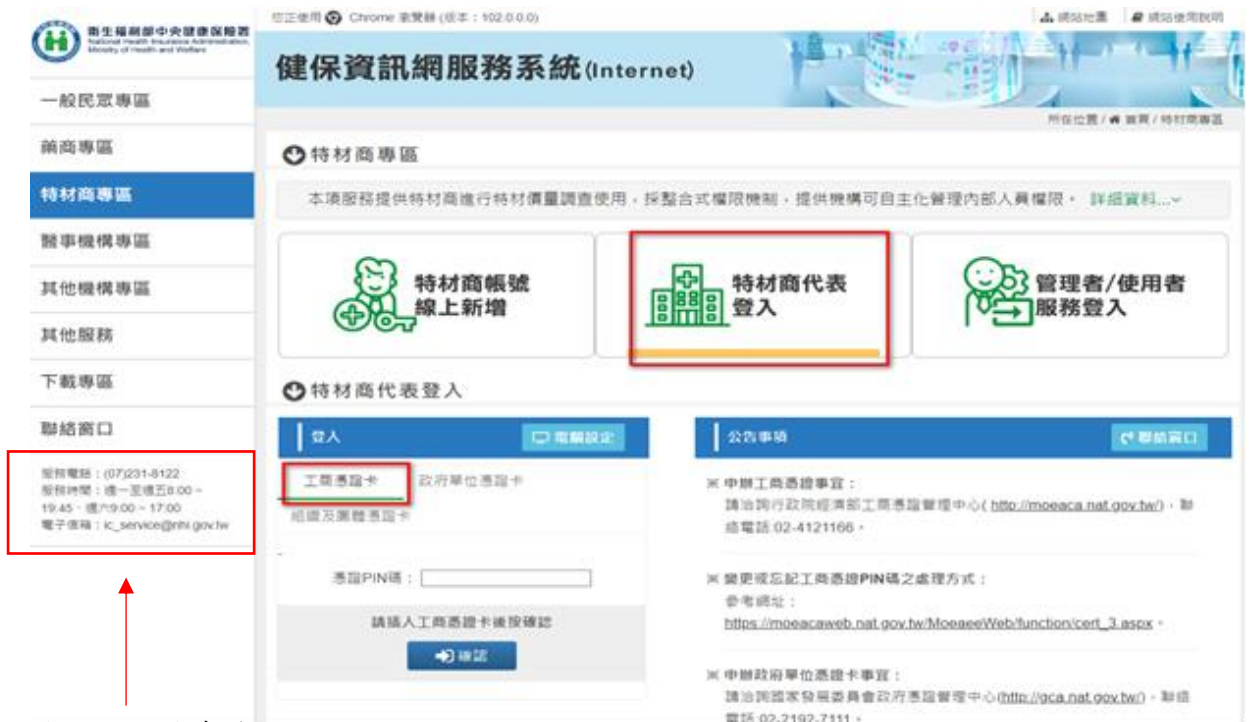 衛生福利部中央健康保險署
National Health Insurance Administration,
Ministry of Health and Welfare
您正使用 Chrome 瀏覽器 (版本：102.0.0.0)
網站地圖
網站使用說明
健保資訊網服務系統(Internet)
所在位置 / 首頁 / 特材商專區
一般民眾專區
藥商專區
特材商專區
醫事機構專區
其他機構專區
其他服務
下載專區
聯絡窗口
服務電話：(07)231-8122
服務時間：週一至週五8:00 ~
19:45、週六9:00 ~ 17:00
電子信箱：ic_service@nhi.gov.tw
特材商專區
本項服務提供特材商進行特材價量調查使用，採整合式權限機制，提供機構可自主化管理內部人員權限。 詳細資料...
特材商帳號
線上新增
特材商代表
登入
管理者/使用者
服務登入
特材商代表登入
登入
電腦設定
工商憑證卡
政府單位憑證卡
組織及團體憑證卡
憑證PIN碼：
請插入工商憑證卡後按確認
確認
公告事項
聯絡窗口
※ 申辦工商憑證事宜：
請洽詢行政院經濟部工商憑證管理中心( http://moeaca.nat.gov.tw/)，聯
絡電話:02-4121166。
※ 變更或忘記工商憑證PIN碼之處理方式：
參考網址：
https://moeacaweb.nat.gov.tw/MoeaeeWeb/function/cert_3.aspx。
※ 申辦政府單位憑證卡事宜：
請洽詢國家發展委員會政府憑證管理中心(http://gca.nat.gov.tw/)，聯絡
電話:02-2192-7111。